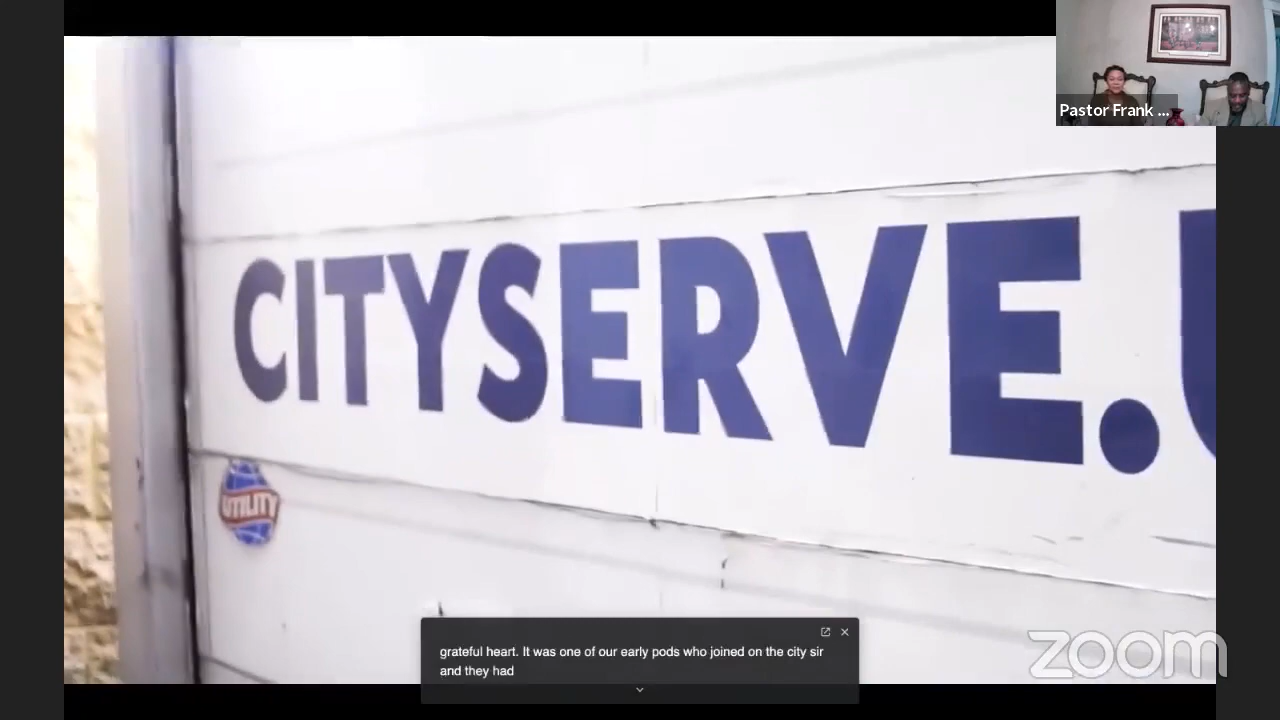 Pastor Frank ...
CITYSERVE.
UTILITY
grateful heart. It was one of our early pods who joined on the city sir
and they had
zoom